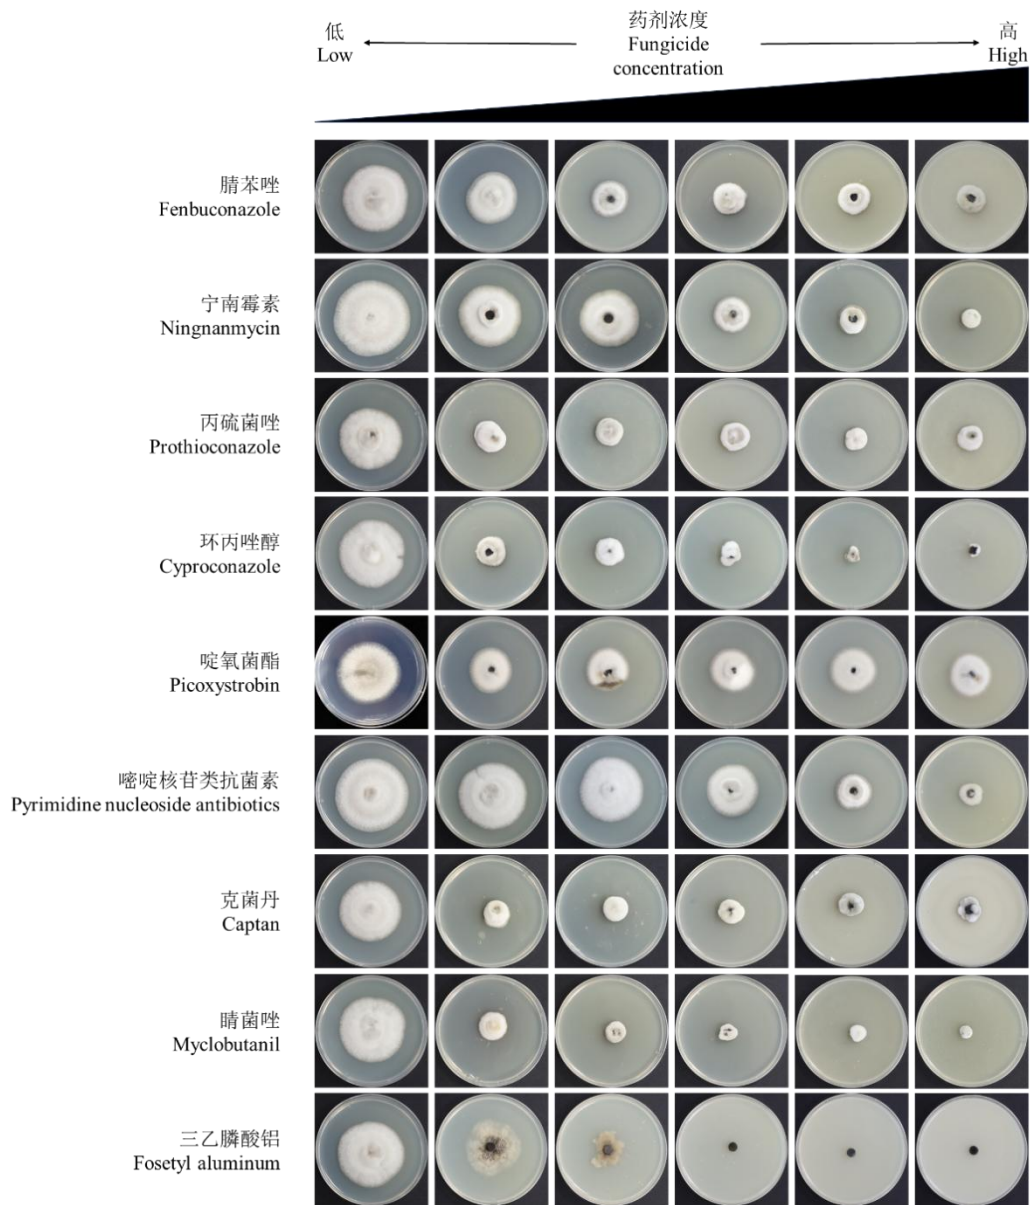 低
Low
药剂浓度
Fungicide
concentration
高
High
腈苯唑
Fenbuconazole
宁南霉素
Ningnanmycin
丙硫菌唑
Prothioconazole
环丙唑醇
Cyproconazole
啶氧菌酯
Picoxystrobin
嘧啶核苷类抗菌素
Pyrimidine nucleoside antibiotics
克菌丹
Captan
晴菌唑
Myclobutanil
三乙膦酸铝
Fosetyl aluminum